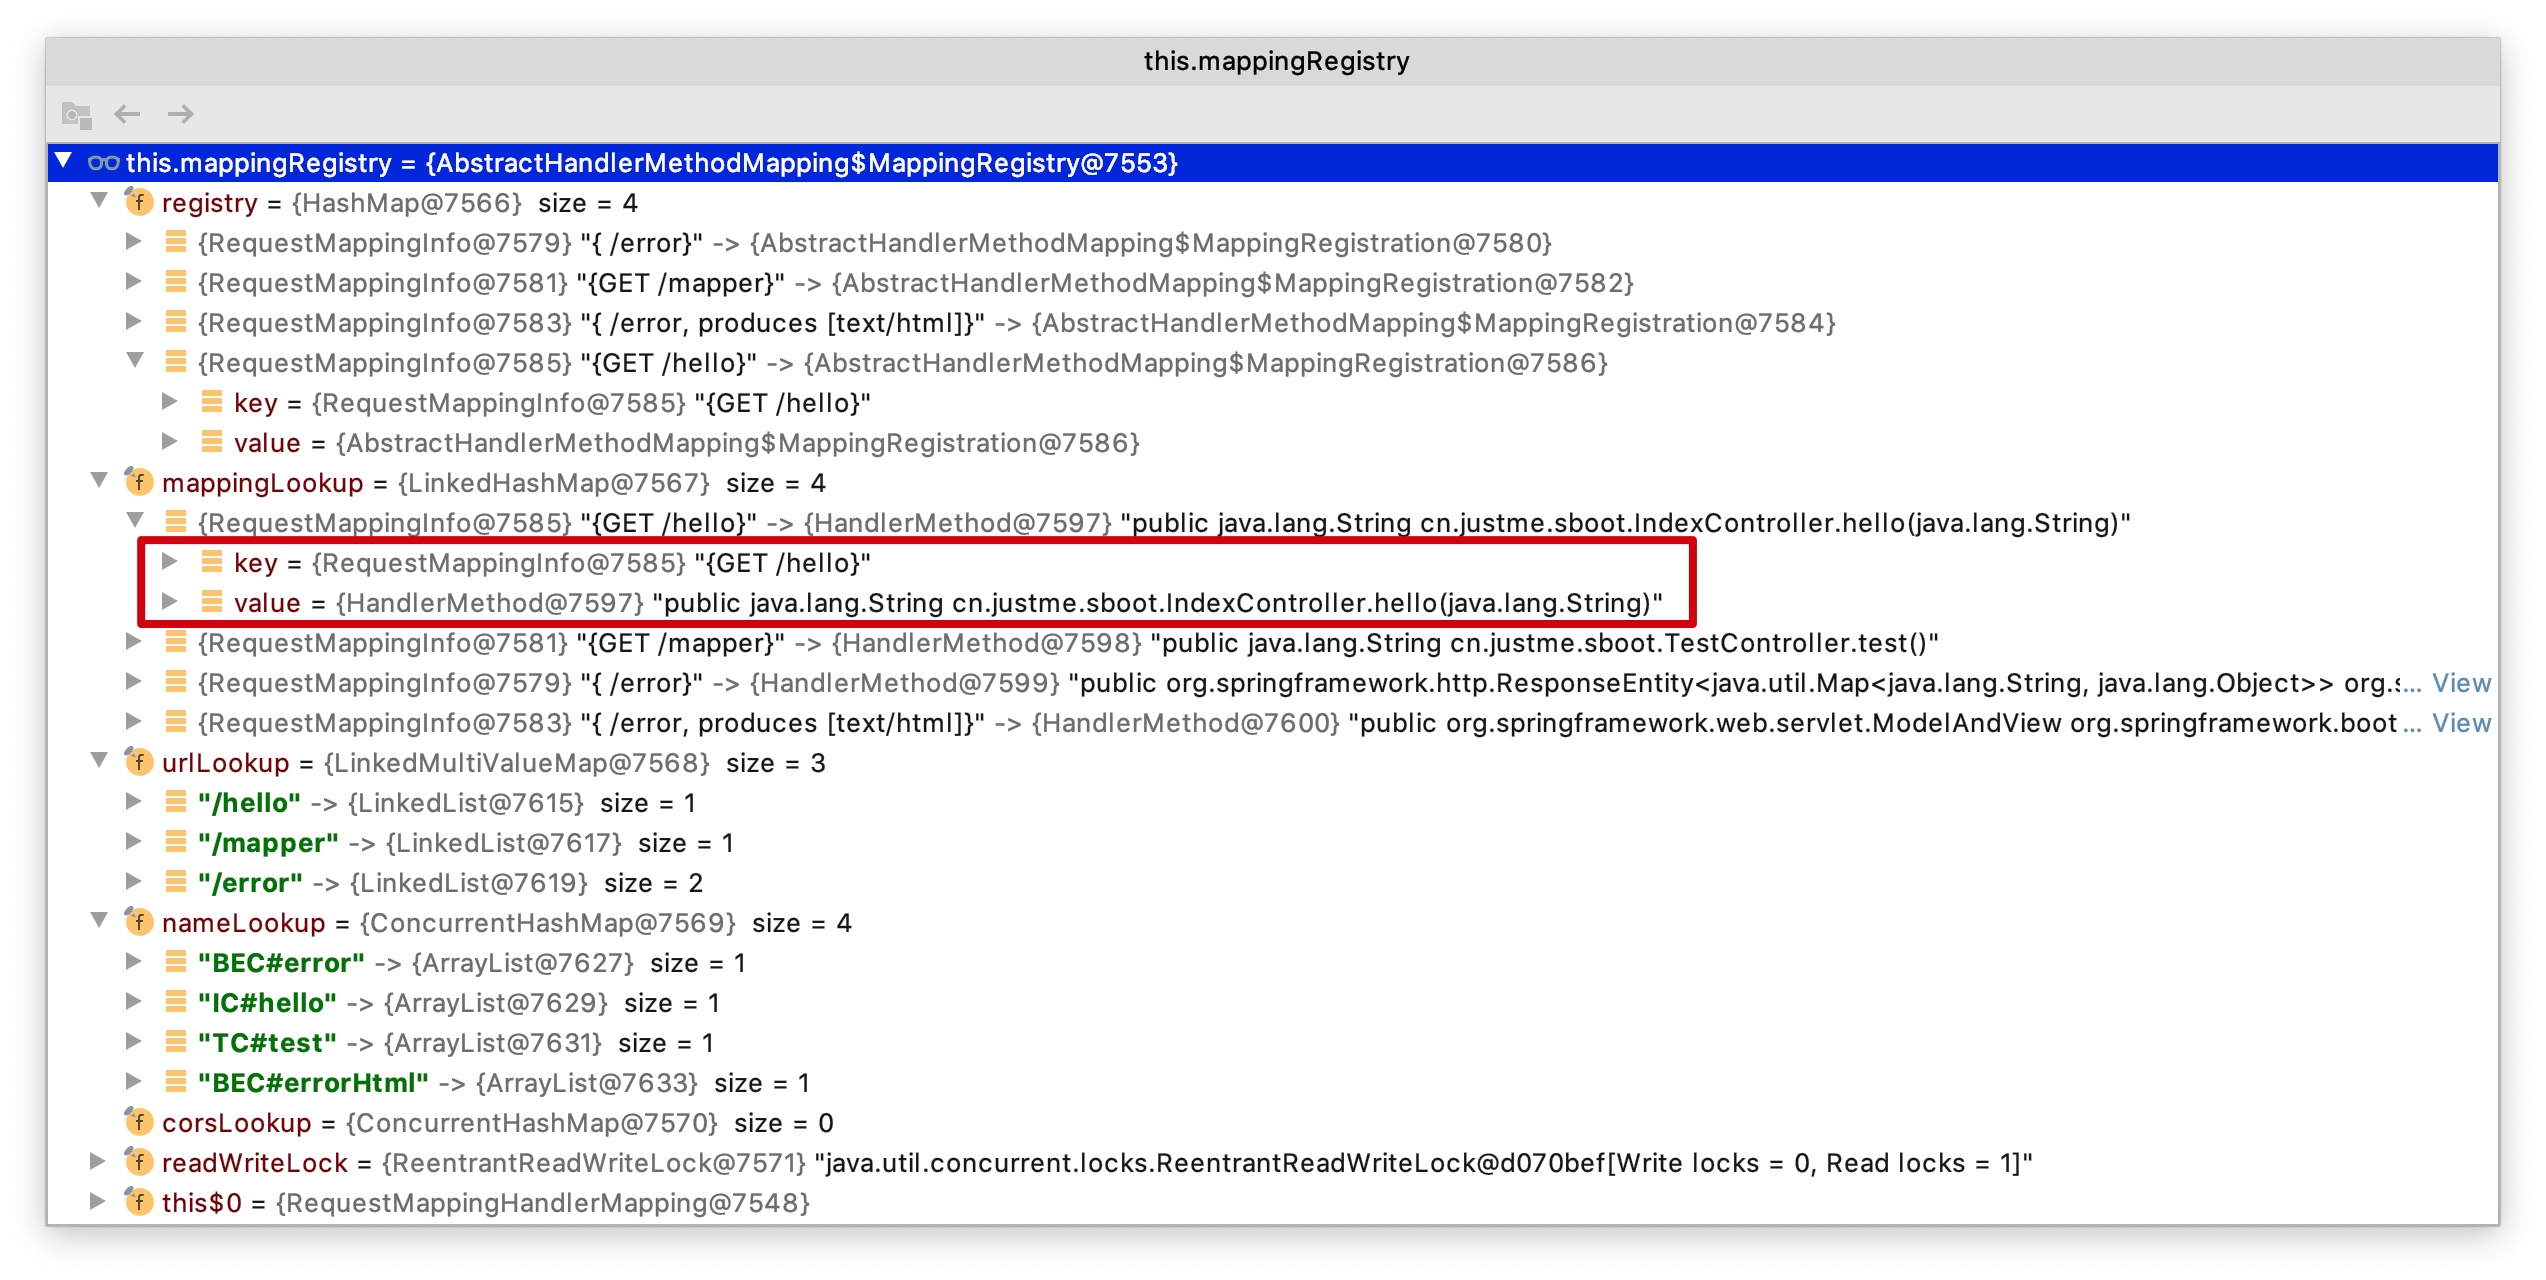 this.mappingRegistry
this.mappingRegistry = {AbstractHandlerMethodMapping$MappingRegistry@7553}
registry = {HashMap@7566} size = 4
{RequestMappingInfo@7579} "{ /error}" -> {AbstractHandlerMethodMapping$MappingRegistration@7580}
{RequestMappingInfo@7581} "{GET /mapper}" -> {AbstractHandlerMethodMapping$MappingRegistration@7582}
{RequestMappingInfo@7583} "{ /error, produces [text/html]}" -> {AbstractHandlerMethodMapping$MappingRegistration@7584}
{RequestMappingInfo@7585} "{GET /hello}" -> {AbstractHandlerMethodMapping$MappingRegistration@7586}
key = {RequestMappingInfo@7585} "{GET /hello}"
value = {AbstractHandlerMethodMapping$MappingRegistration@7586}
mappingLookup = {LinkedHashMap@7567} size = 4
{RequestMappingInfo@7585} "{GET /hello}" -> {HandlerMethod@7597} "public java.lang.String cn.justme.sboot.IndexController.hello(java.lang.String)"
key = {RequestMappingInfo@7585} "{GET /hello}"
value = {HandlerMethod@7597} "public java.lang.String cn.justme.sboot.IndexController.hello(java.lang.String)"
{RequestMappingInfo@7581} "{GET /mapper}" -> {HandlerMethod@7598} "public java.lang.String cn.justme.sboot.TestController.test()"
{RequestMappingInfo@7579} "{ /error}" -> {HandlerMethod@7599} "public org.springframework.http.ResponseEntity<java.util.Map<java.lang.String, java.lang.Object>> org.s... View
{RequestMappingInfo@7583} "{ /error, produces [text/html]}" -> {HandlerMethod@7600} "public org.springframework.web.servlet.ModelAndView org.springframework.boot... View
urlLookup = {LinkedMultiValueMap@7568} size = 3
"/hello" -> {LinkedList@7615} size = 1
"/mapper" -> {LinkedList@7617} size = 1
"/error" -> {LinkedList@7619} size = 2
nameLookup = {ConcurrentHashMap@7569} size = 4
"BEC#error" -> {ArrayList@7627} size = 1
"IC#hello" -> {ArrayList@7629} size = 1
"TC#test" -> {ArrayList@7631} size = 1
"BEC#errorHtml" -> {ArrayList@7633} size = 1
corsLookup = {ConcurrentHashMap@7570} size = 0
readWriteLock = {ReentrantReadWriteLock@7571} "java.util.concurrent.locks.ReentrantReadWriteLock@d070bef[Write locks = 0, Read locks = 1]"
this$0 = {RequestMappingHandlerMapping@7548}